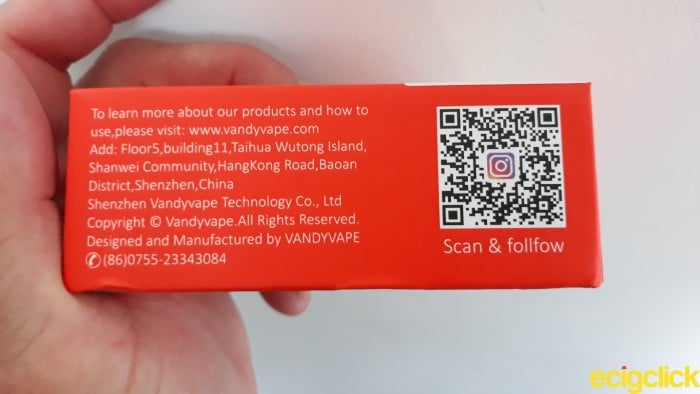 To learn more about our products and how to
use,please visit: www.vandyvape.com
Add: Floor5,building11,Taihua Wutong Island,
Shanwei Community,HangKong Road,Baoan
District,Shenzhen,China
Shenzhen Vandyvape Technology Co., Ltd
Copyright © Vandyvape.All Rights Reserved.
Designed and Manufactured by VANDYVAPE
✆(86)0755-23343084
Scan & follfow
ecigclick